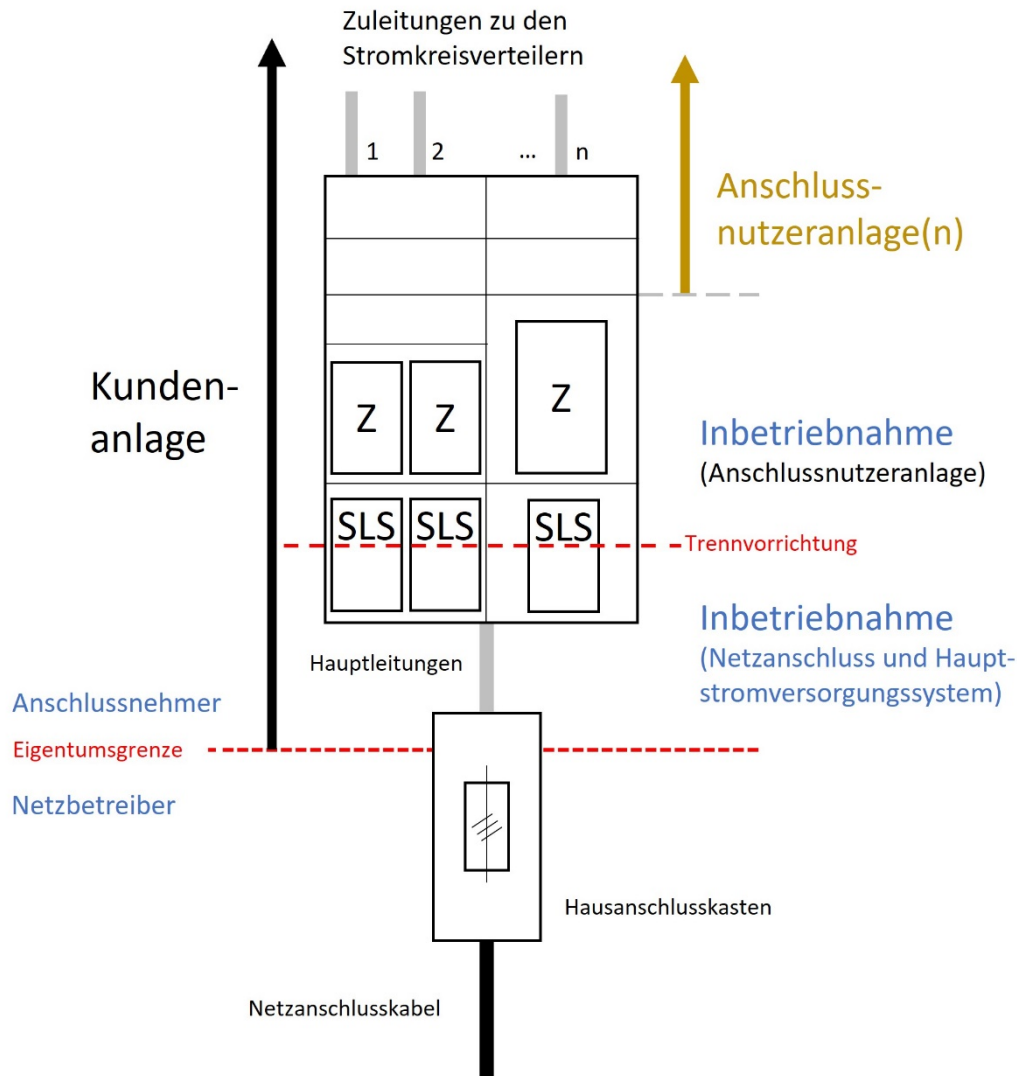 Zuleitungen zu den
Stromkreisverteilern
1 2 ... n
Anschluss-
nutzeranlage(n)
Kunden-
anlage
Z Z Z
Inbetriebnahme
(Anschlussnutzeranlage)
SLS SLS SLS
Trennvorrichtung
Inbetriebnahme
(Netzanschluss und Haupt-
stromversorgungssystem)
Hauptleitungen
Anschlussnehmer
Eigentumsgrenze
Netzbetreiber
Hausanschlusskasten
Netzanschlusskabel